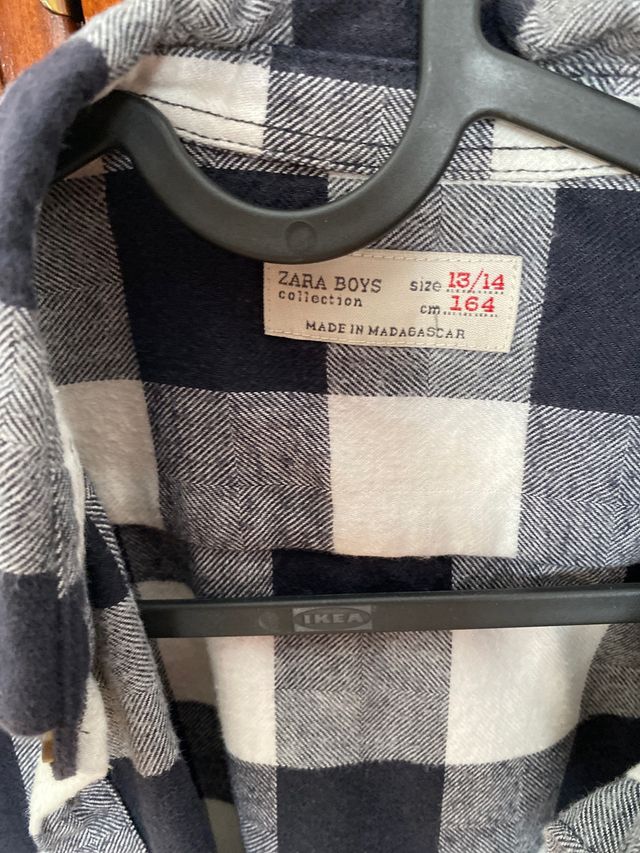 ZARA BOYS size 13/14
collection cm 164
MADE IN MADAGASCAR
IKEA